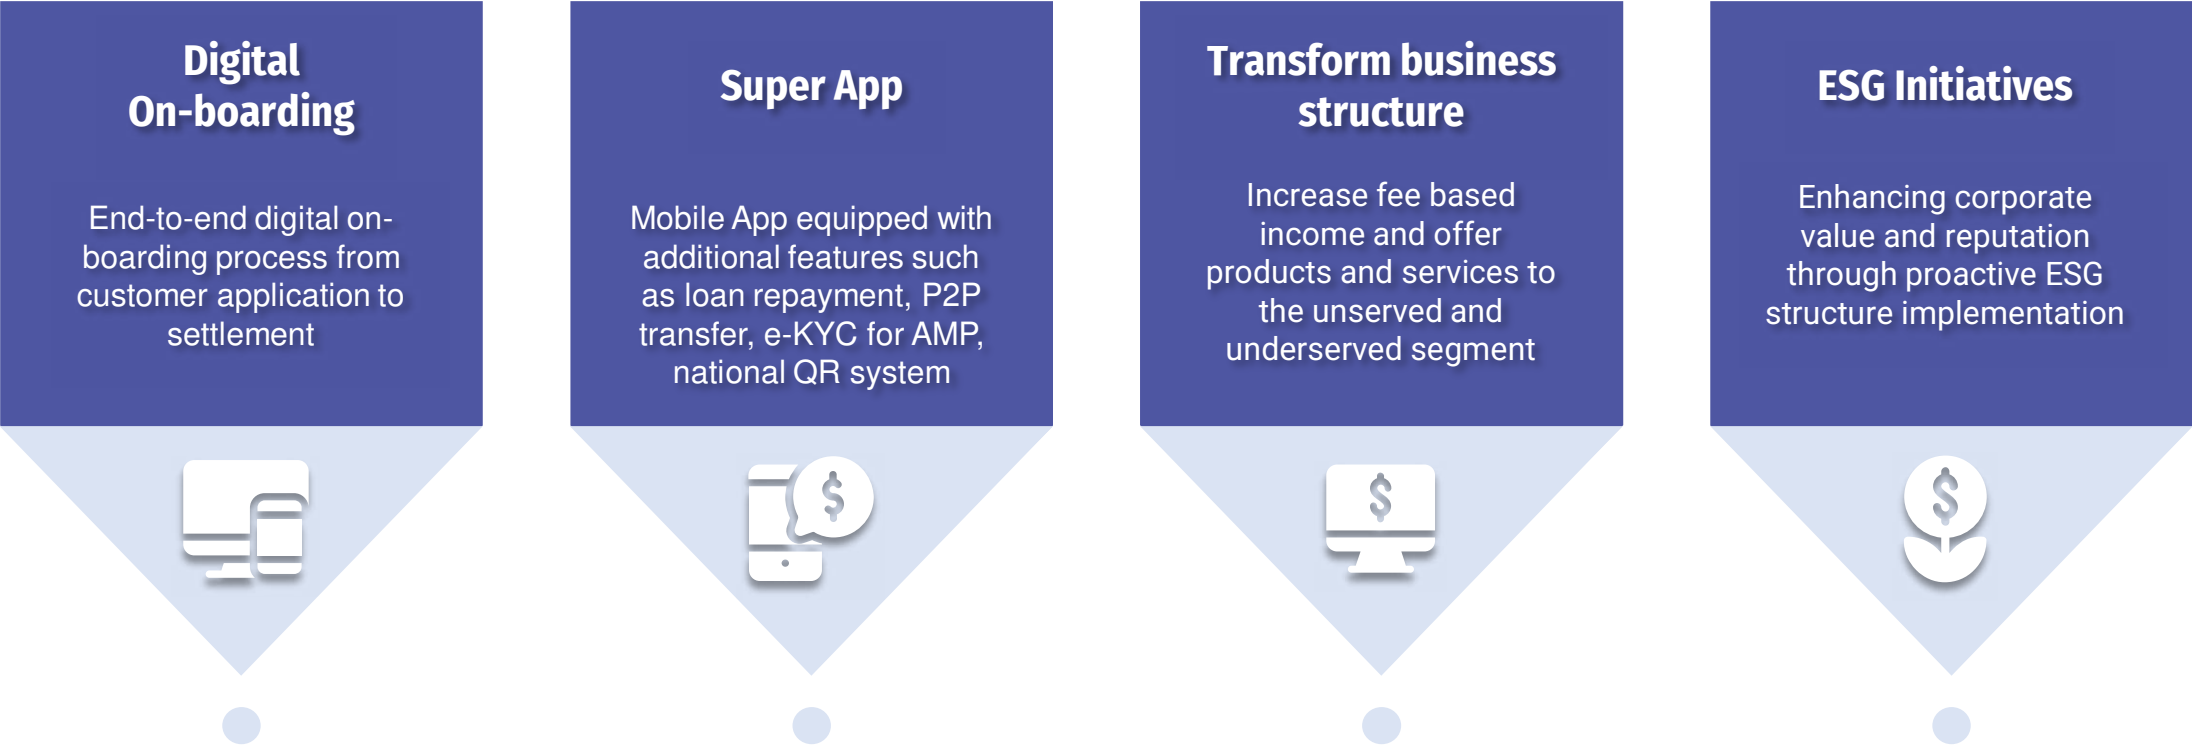 Digital
On-boarding
End-to-end digital on-
boarding process from
customer application to
settlement
Super App
Mobile App equipped with
additional features such
as loan repayment, P2P
transfer, e-KYC for AMP,
national QR system
Transform business
structure
Increase fee based
income and offer
products and services to
the unserved and
underserved segment
ESG Initiatives
Enhancing corporate
value and reputation
through proactive ESG
structure implementation
$
$
$